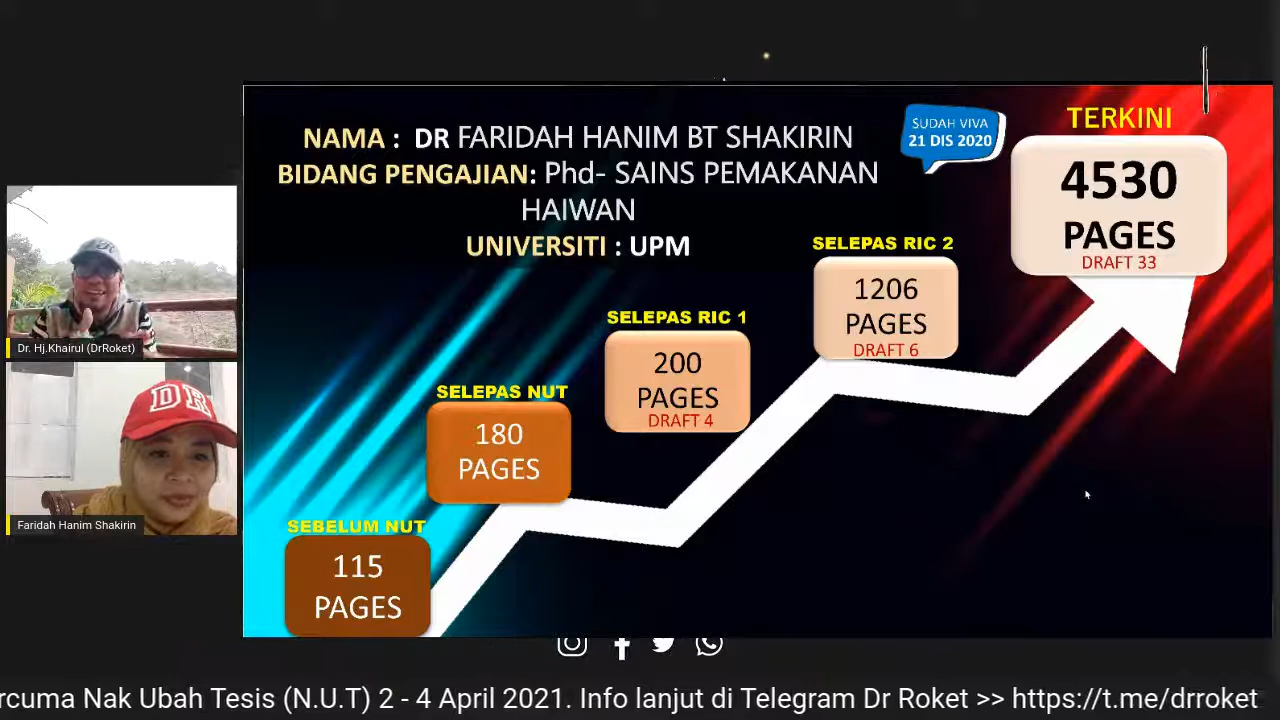 NAMA : DR FARIDAH HANIM BT SHAKIRIN
BIDANG PENGAJIAN: Phd- SAINS PEMAKANAN
HAIWAN
UNIVERSITI : UPM
SUDAH VIVA
21 DIS 2020
TERKINI
4530
PAGES
DRAFT 33
SELEPAS RIC 2
1206
PAGES
DRAFT 6
SELEPAS RIC 1
200
PAGES
DRAFT 4
SELEPAS NUT
180
PAGES
SEBELUM NUT
115
PAGES
Dr. Hj.Khairul (DrRoket)
DR
Faridah Hanim Shakirin
rcuma Nak Ubah Tesis (N.U.T) 2 - 4 April 2021. Info lanjut di Telegram Dr Roket >> https://t.me/drroket